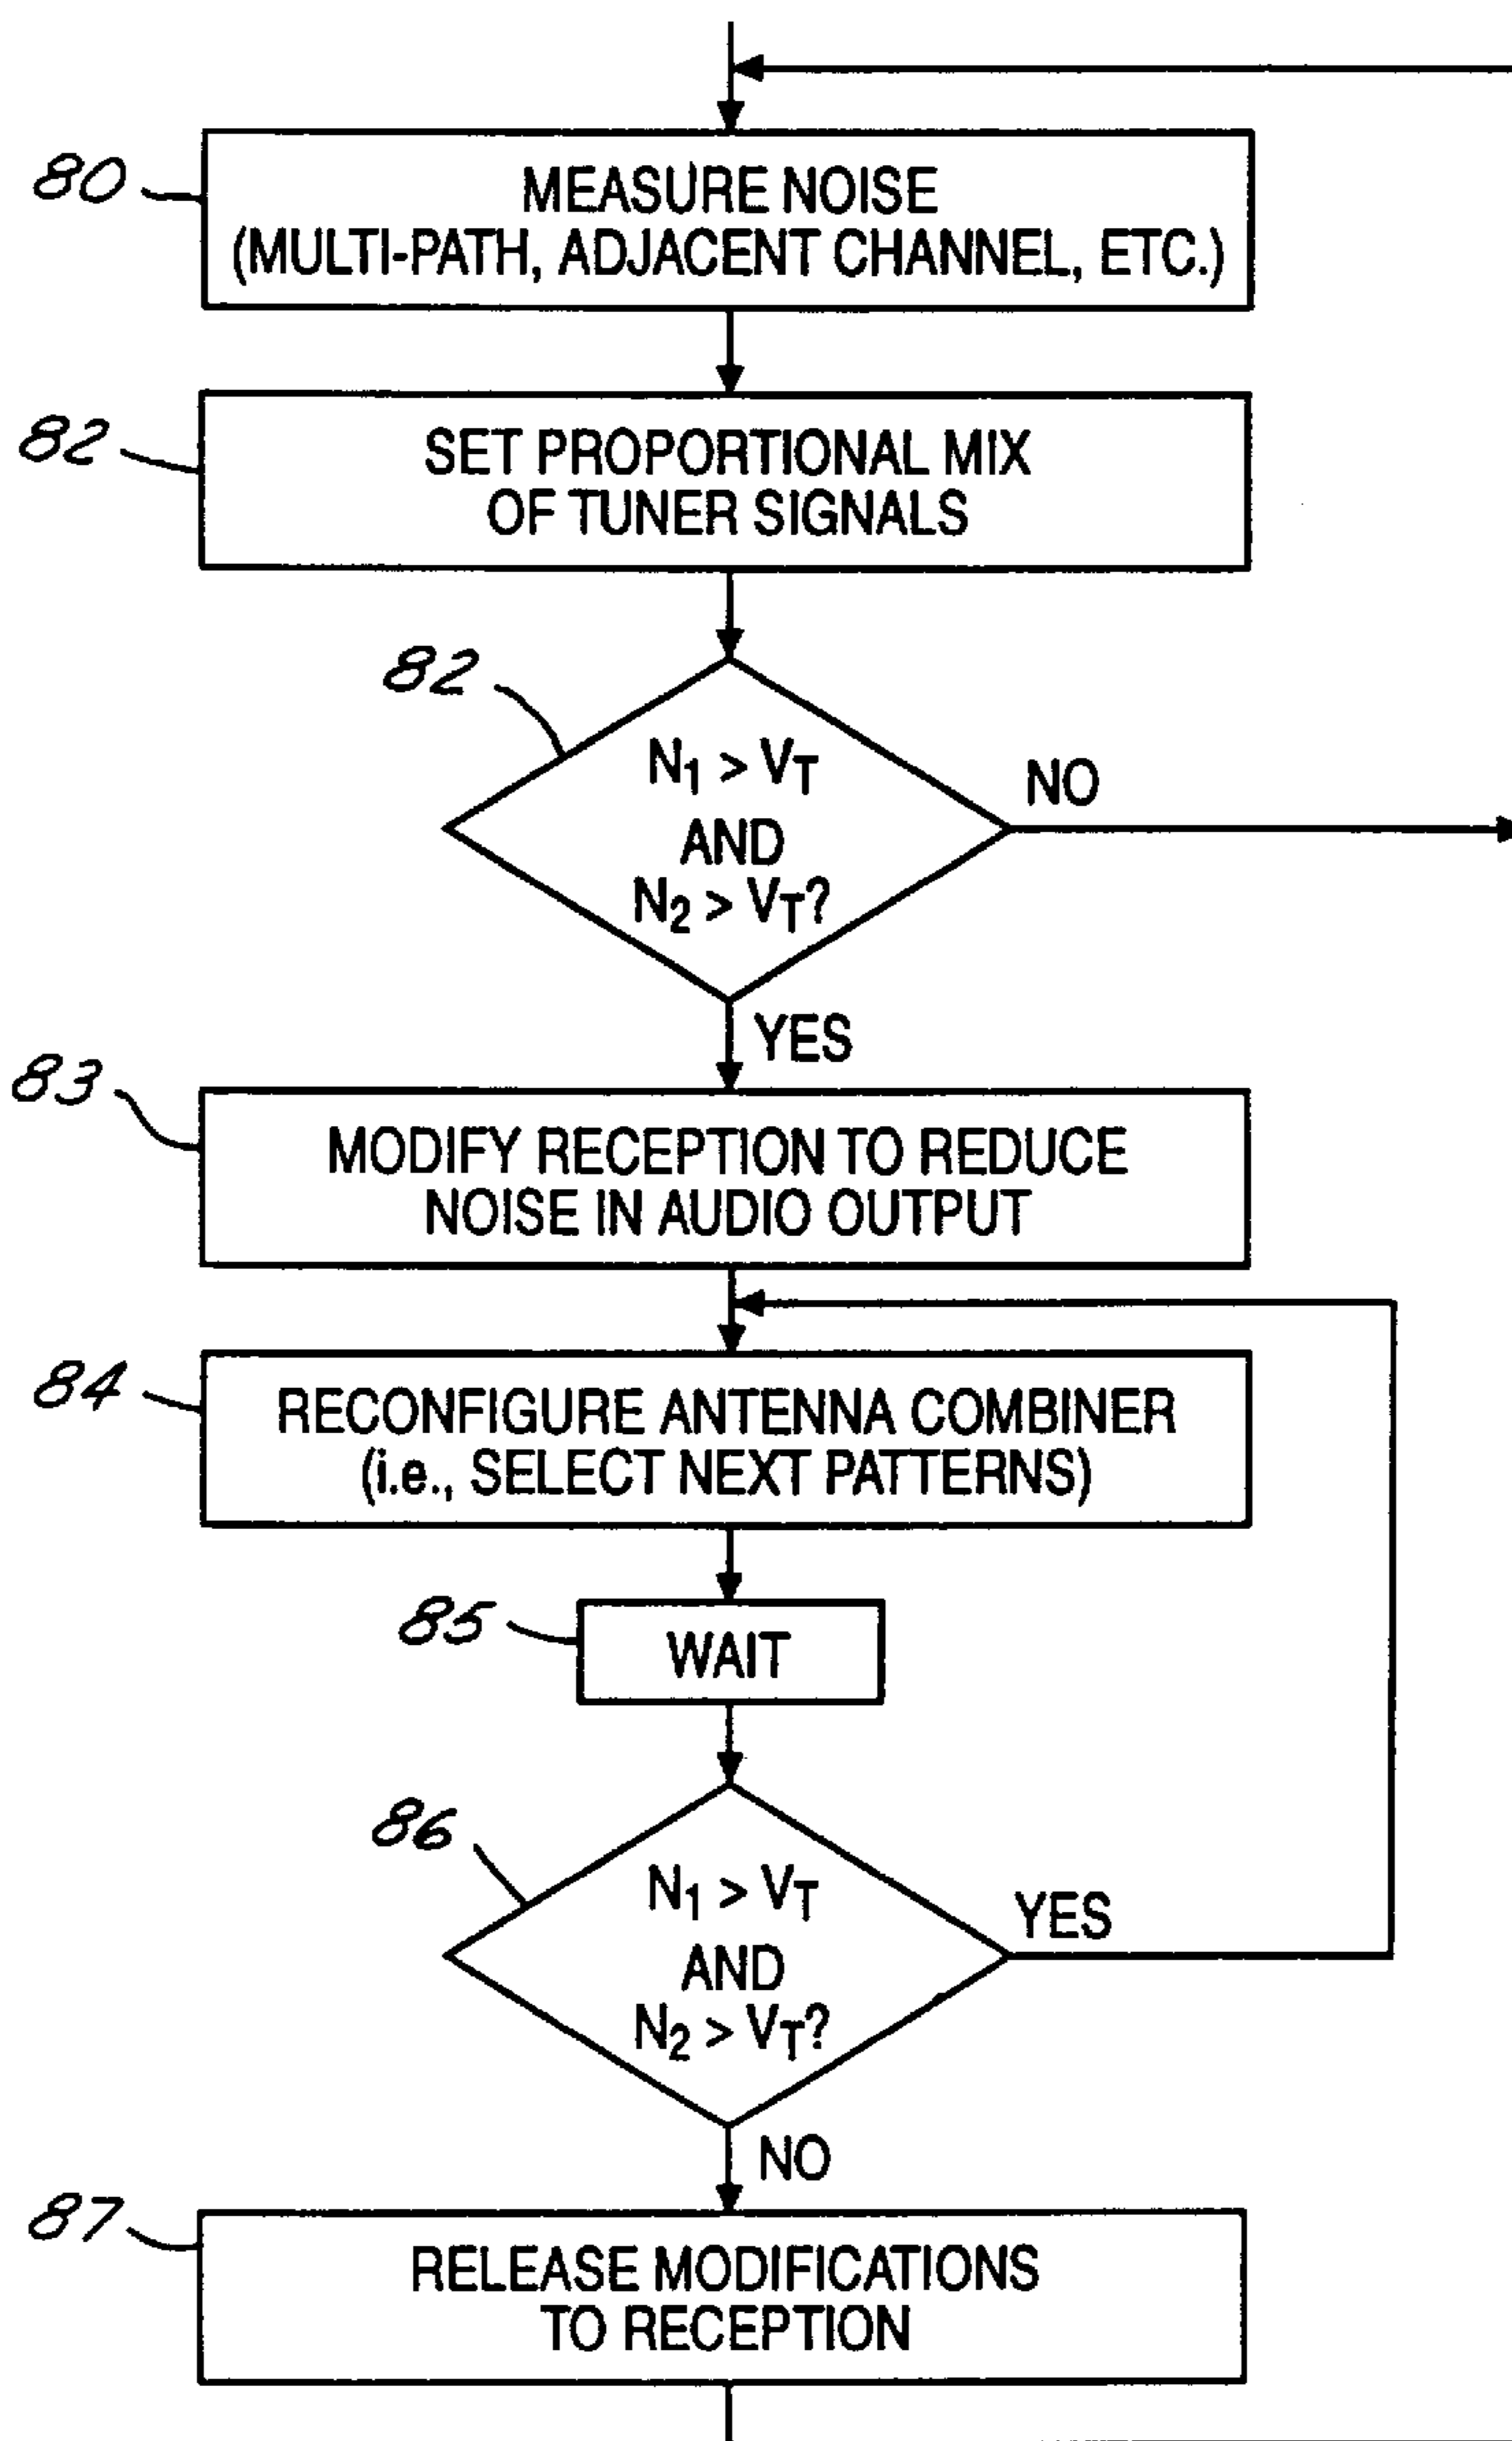 80
MEASURE NOISE
(MULTI-PATH, ADJACENT CHANNEL, ETC.)
82
SET PROPORTIONAL MIX
OF TUNER SIGNALS
82
N1 > VT
AND
N2 > VT?
NO
YES
83
MODIFY RECEPTION TO REDUCE
NOISE IN AUDIO OUTPUT
84
RECONFIGURE ANTENNA COMBINER
(i.e., SELECT NEXT PATTERNS)
85
WAIT
86
N1 > VT
AND
N2 > VT?
YES
NO
87
RELEASE MODIFICATIONS
TO RECEPTION